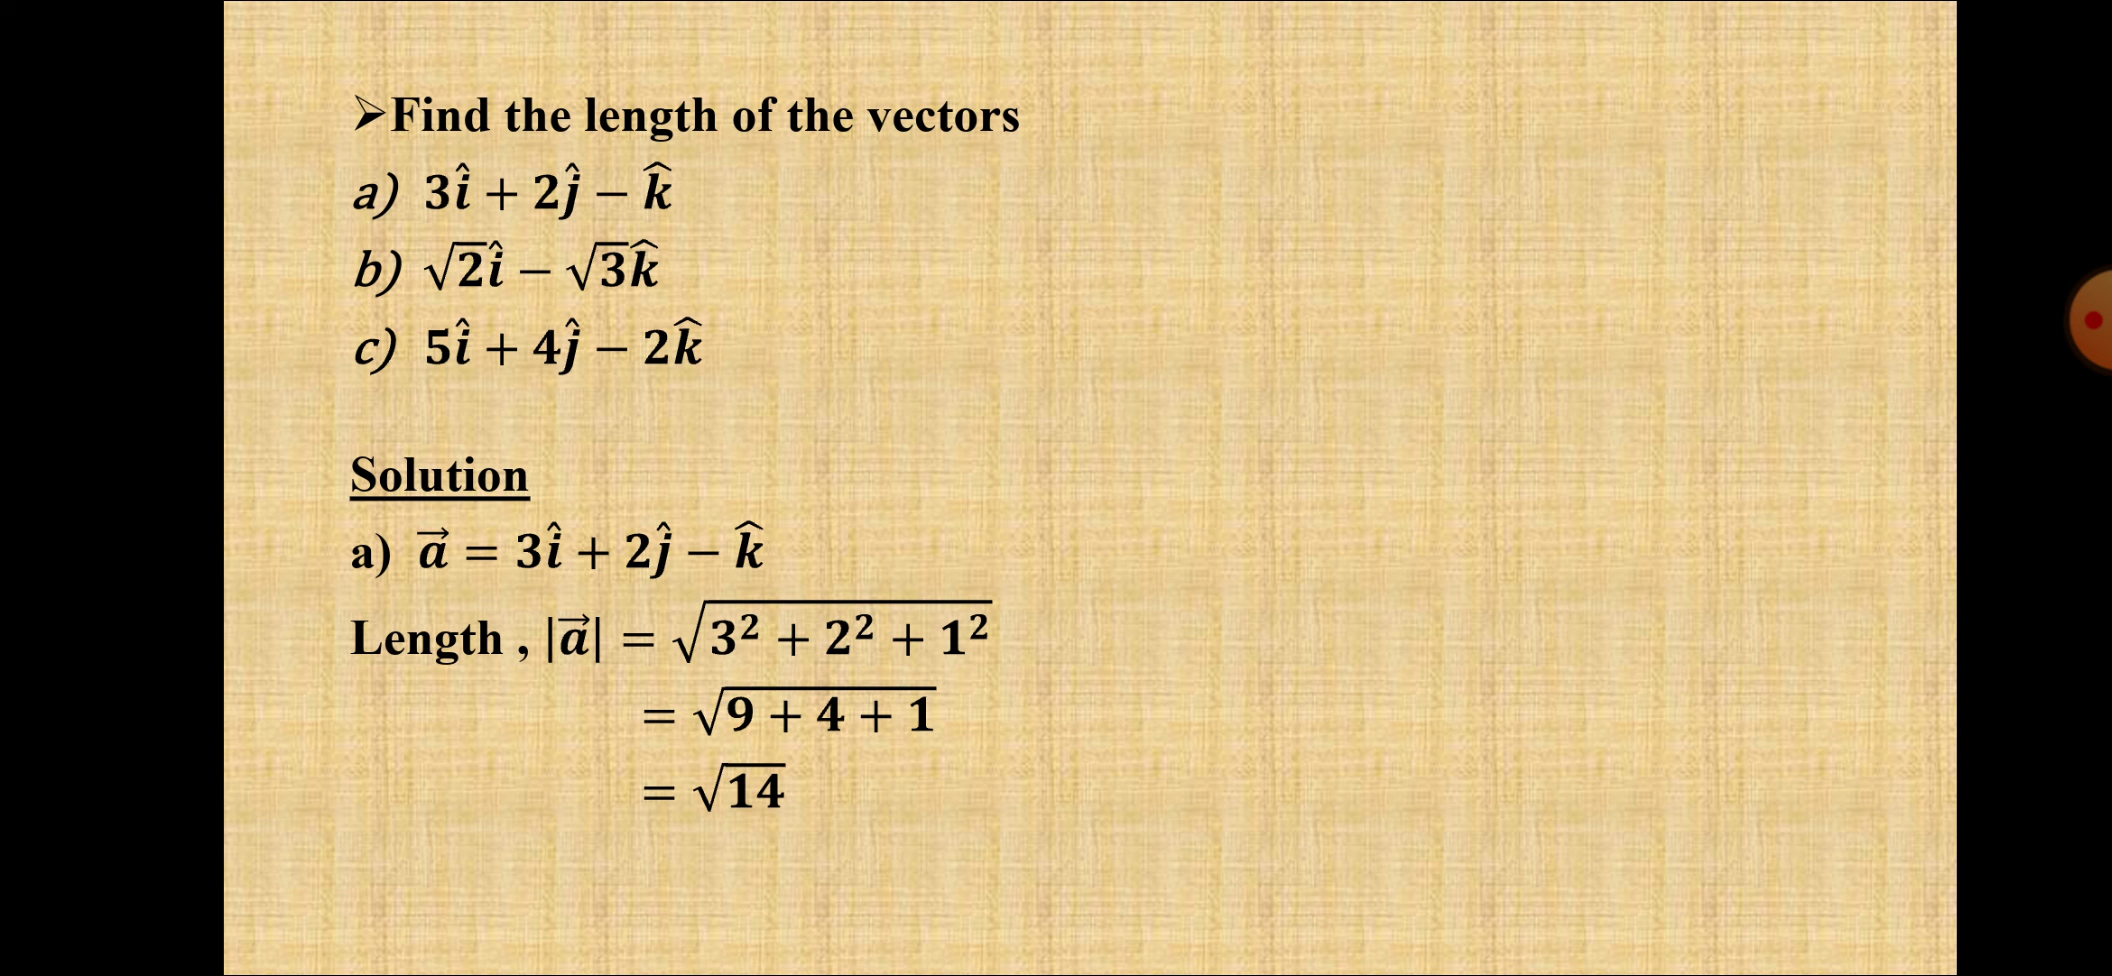 ➢Find the length of the vectors
a) 3î + 2ĵ − k̂
b) √2î − √3k̂
c) 5î + 4ĵ − 2k̂
Solution
a) a⃗ = 3î + 2ĵ − k̂
Length , |a⃗| = √(3² + 2² + 1²)
= √(9 + 4 + 1)
= √14